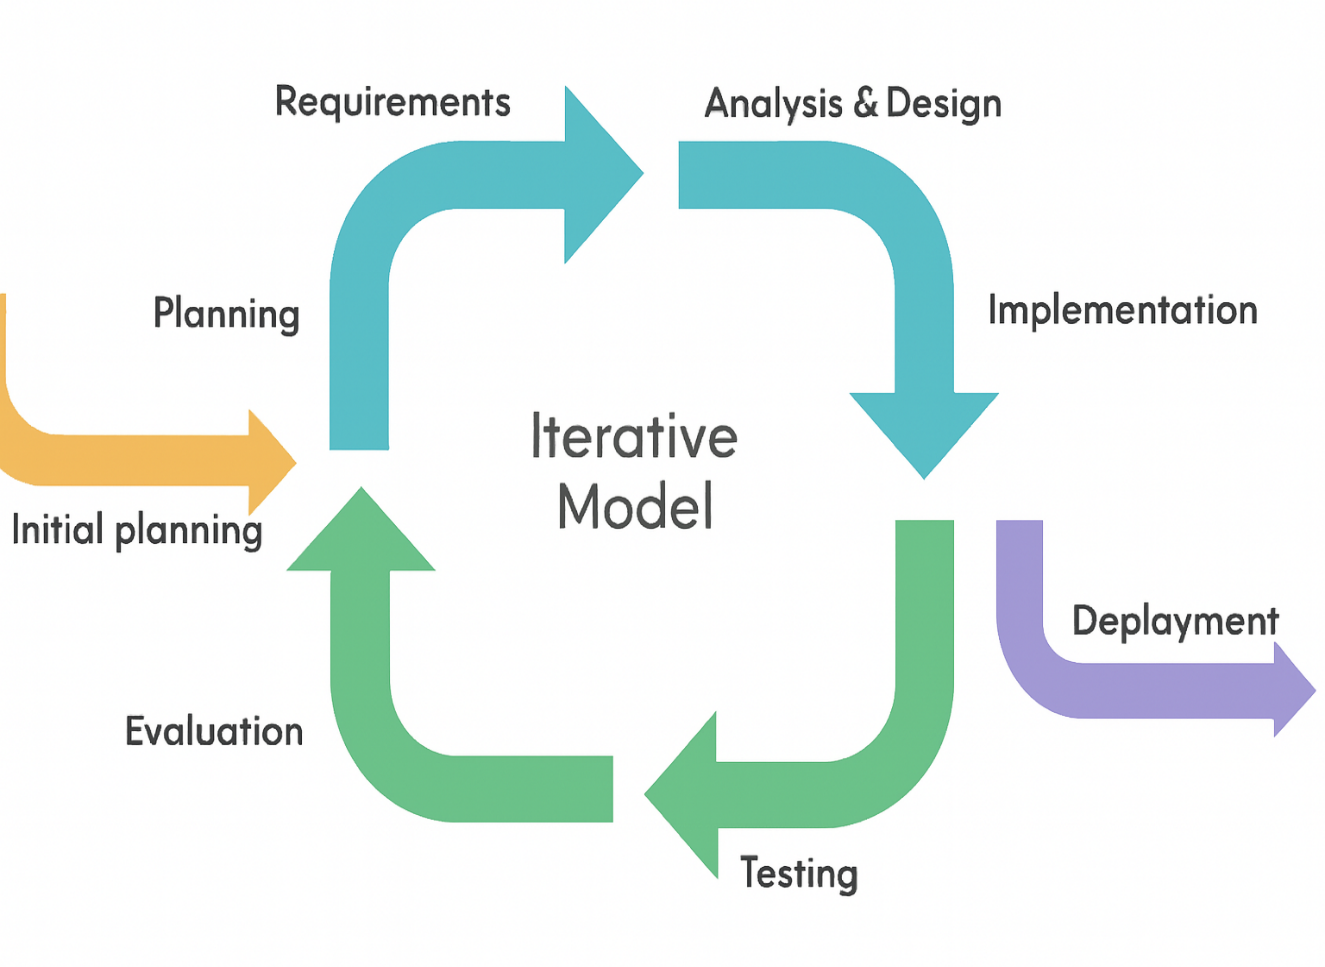 Requirements
Analysis & Design
Planning
Implementation
Iterative
Model
Initial planning
Deplayment
Evaluation
Testing